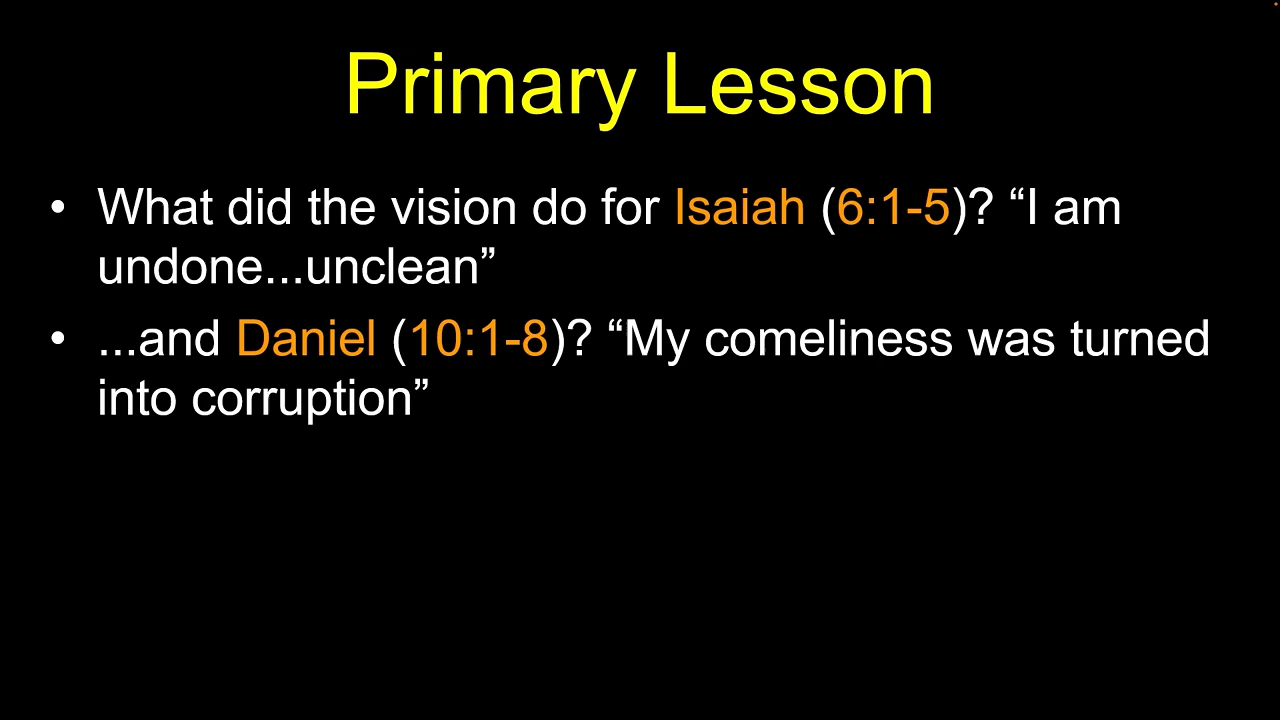 Primary Lesson
• What did the vision do for Isaiah (6:1-5)? “I am
undone...unclean”
• ...and Daniel (10:1-8)? “My comeliness was turned
into corruption”